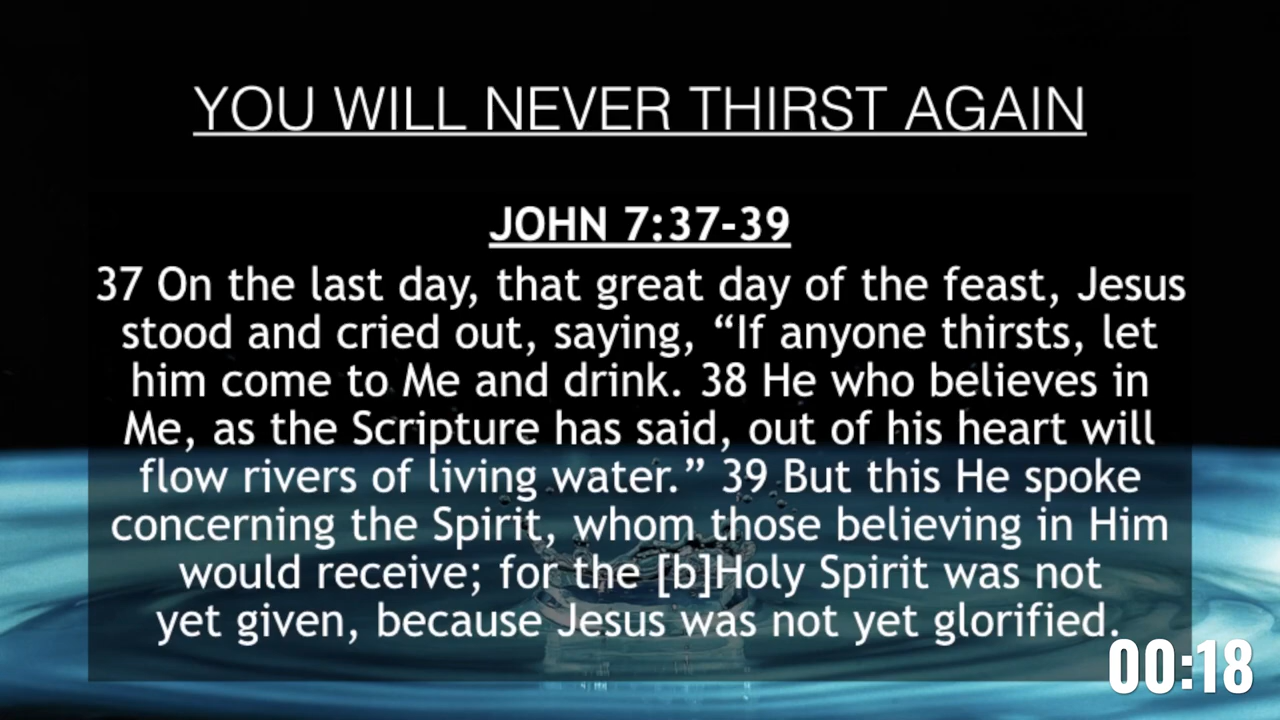 YOU WILL NEVER THIRST AGAIN
JOHN 7:37-39
37 On the last day, that great day of the feast, Jesus
stood and cried out, saying, “If anyone thirsts, let
him come to Me and drink. 38 He who believes in
Me, as the Scripture has said, out of his heart will
flow rivers of living water.” 39 But this He spoke
concerning the Spirit, whom those believing in Him
would receive; for the [b]Holy Spirit was not
yet given, because Jesus was not yet glorified.
00:18